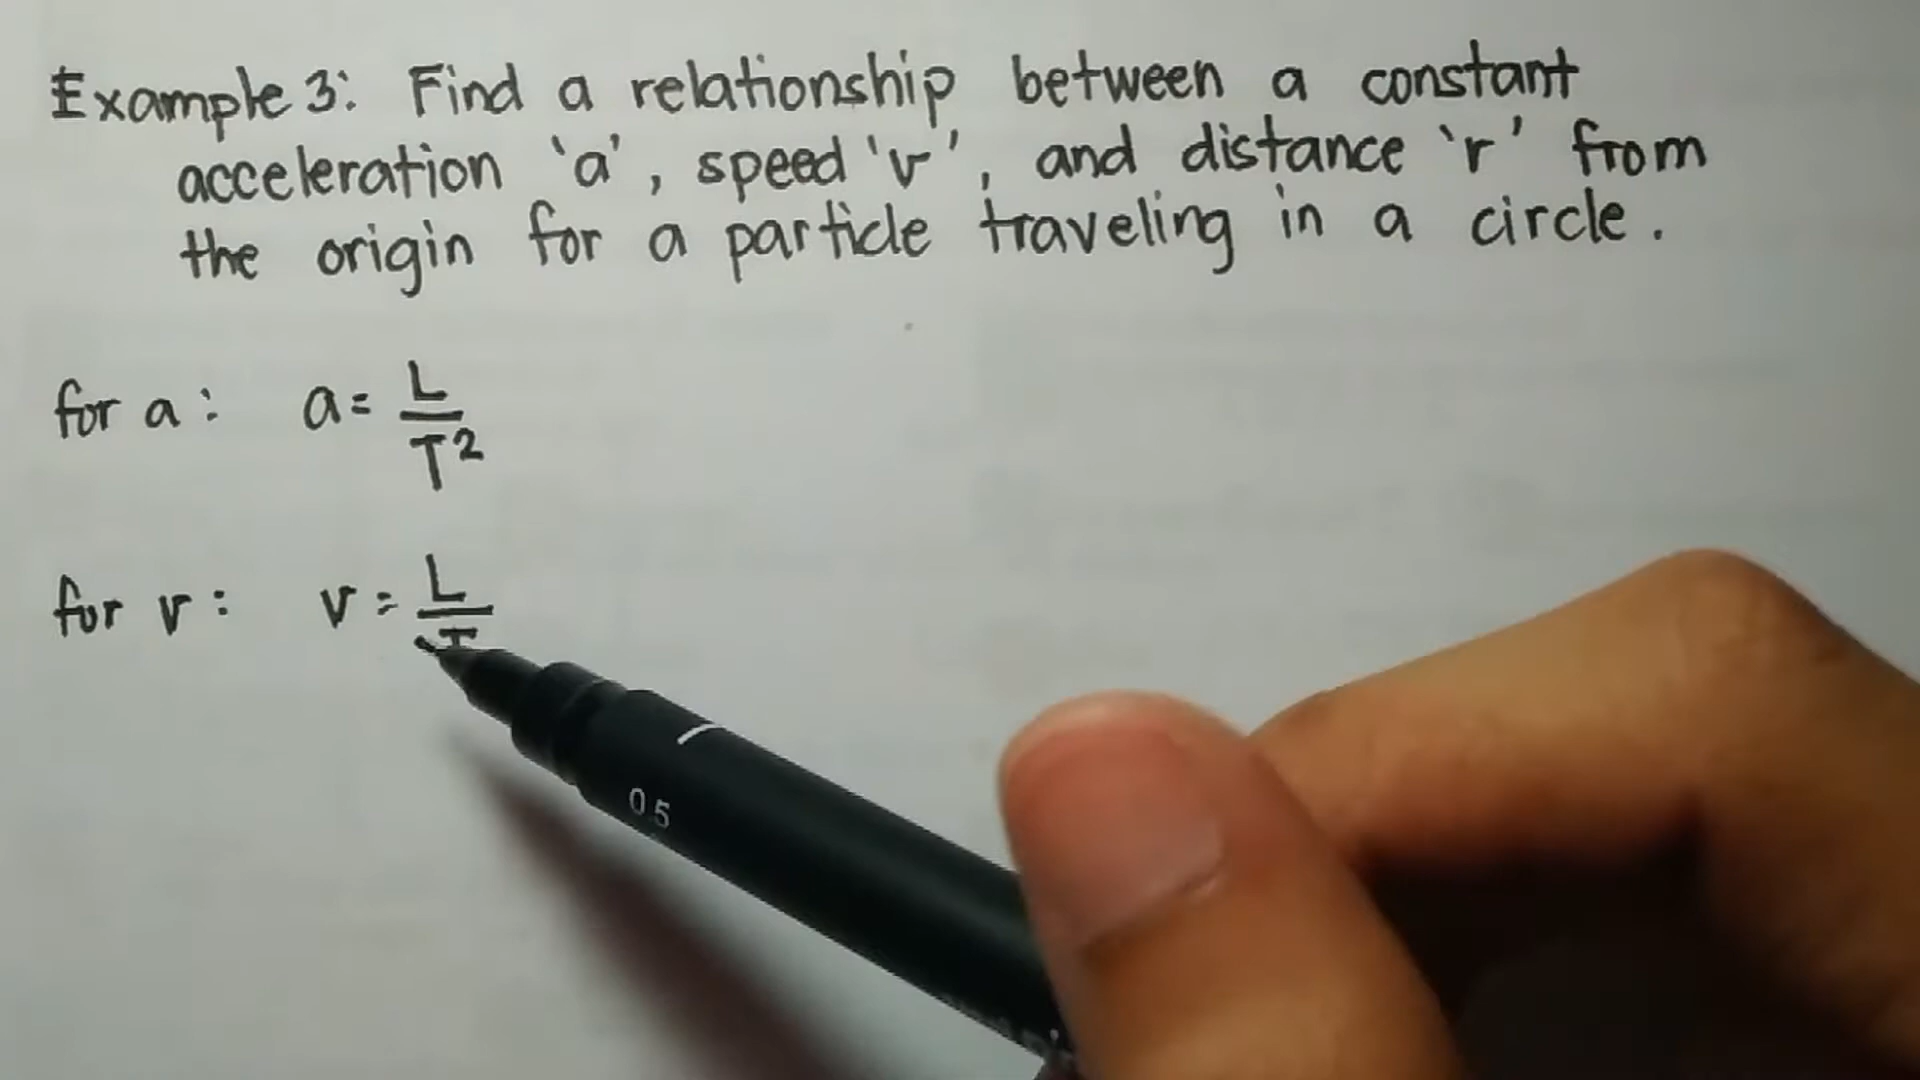 Example 3: Find a relationship between a constant
acceleration 'a', speed 'v', and distance 'r' from
the origin for a particle traveling in a circle.
for a: a = L
T²
for v: v = L
T
0.5